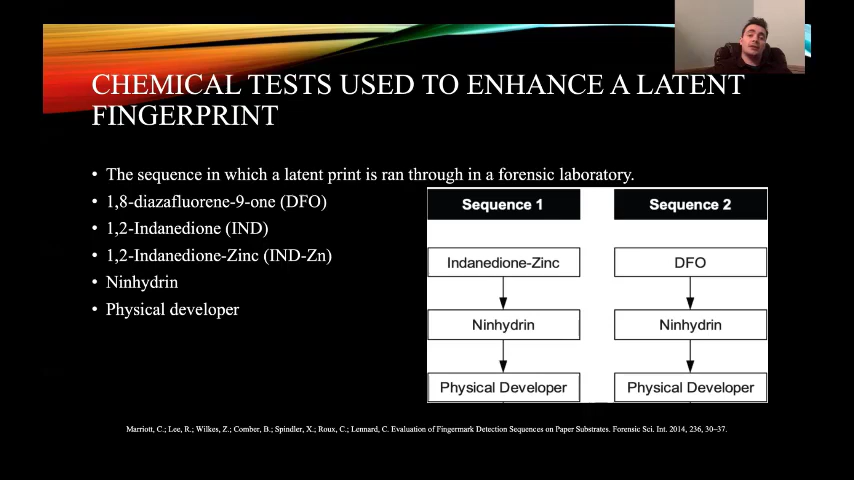 CHEMICAL TESTS USED TO ENHANCE A LATENT
FINGERPRINT
• The sequence in which a latent print is ran through in a forensic laboratory.
• 1,8-diazafluorene-9-one (DFO)
• 1,2-Indanedione (IND)
• 1,2-Indanedione-Zinc (IND-Zn)
• Ninhydrin
• Physical developer
Sequence 1
Indanedione-Zinc
Ninhydrin
Physical Developer
Sequence 2
DFO
Ninhydrin
Physical Developer
Marriott, C.; Lee, R.; Wilkes, Z.; Comber, B.; Spindler, X.; Roux, C.; Lennard, C. Evaluation of Fingermark Detection Sequences on Paper Substrates. Forensic Sci. Int. 2014, 236, 30–37.